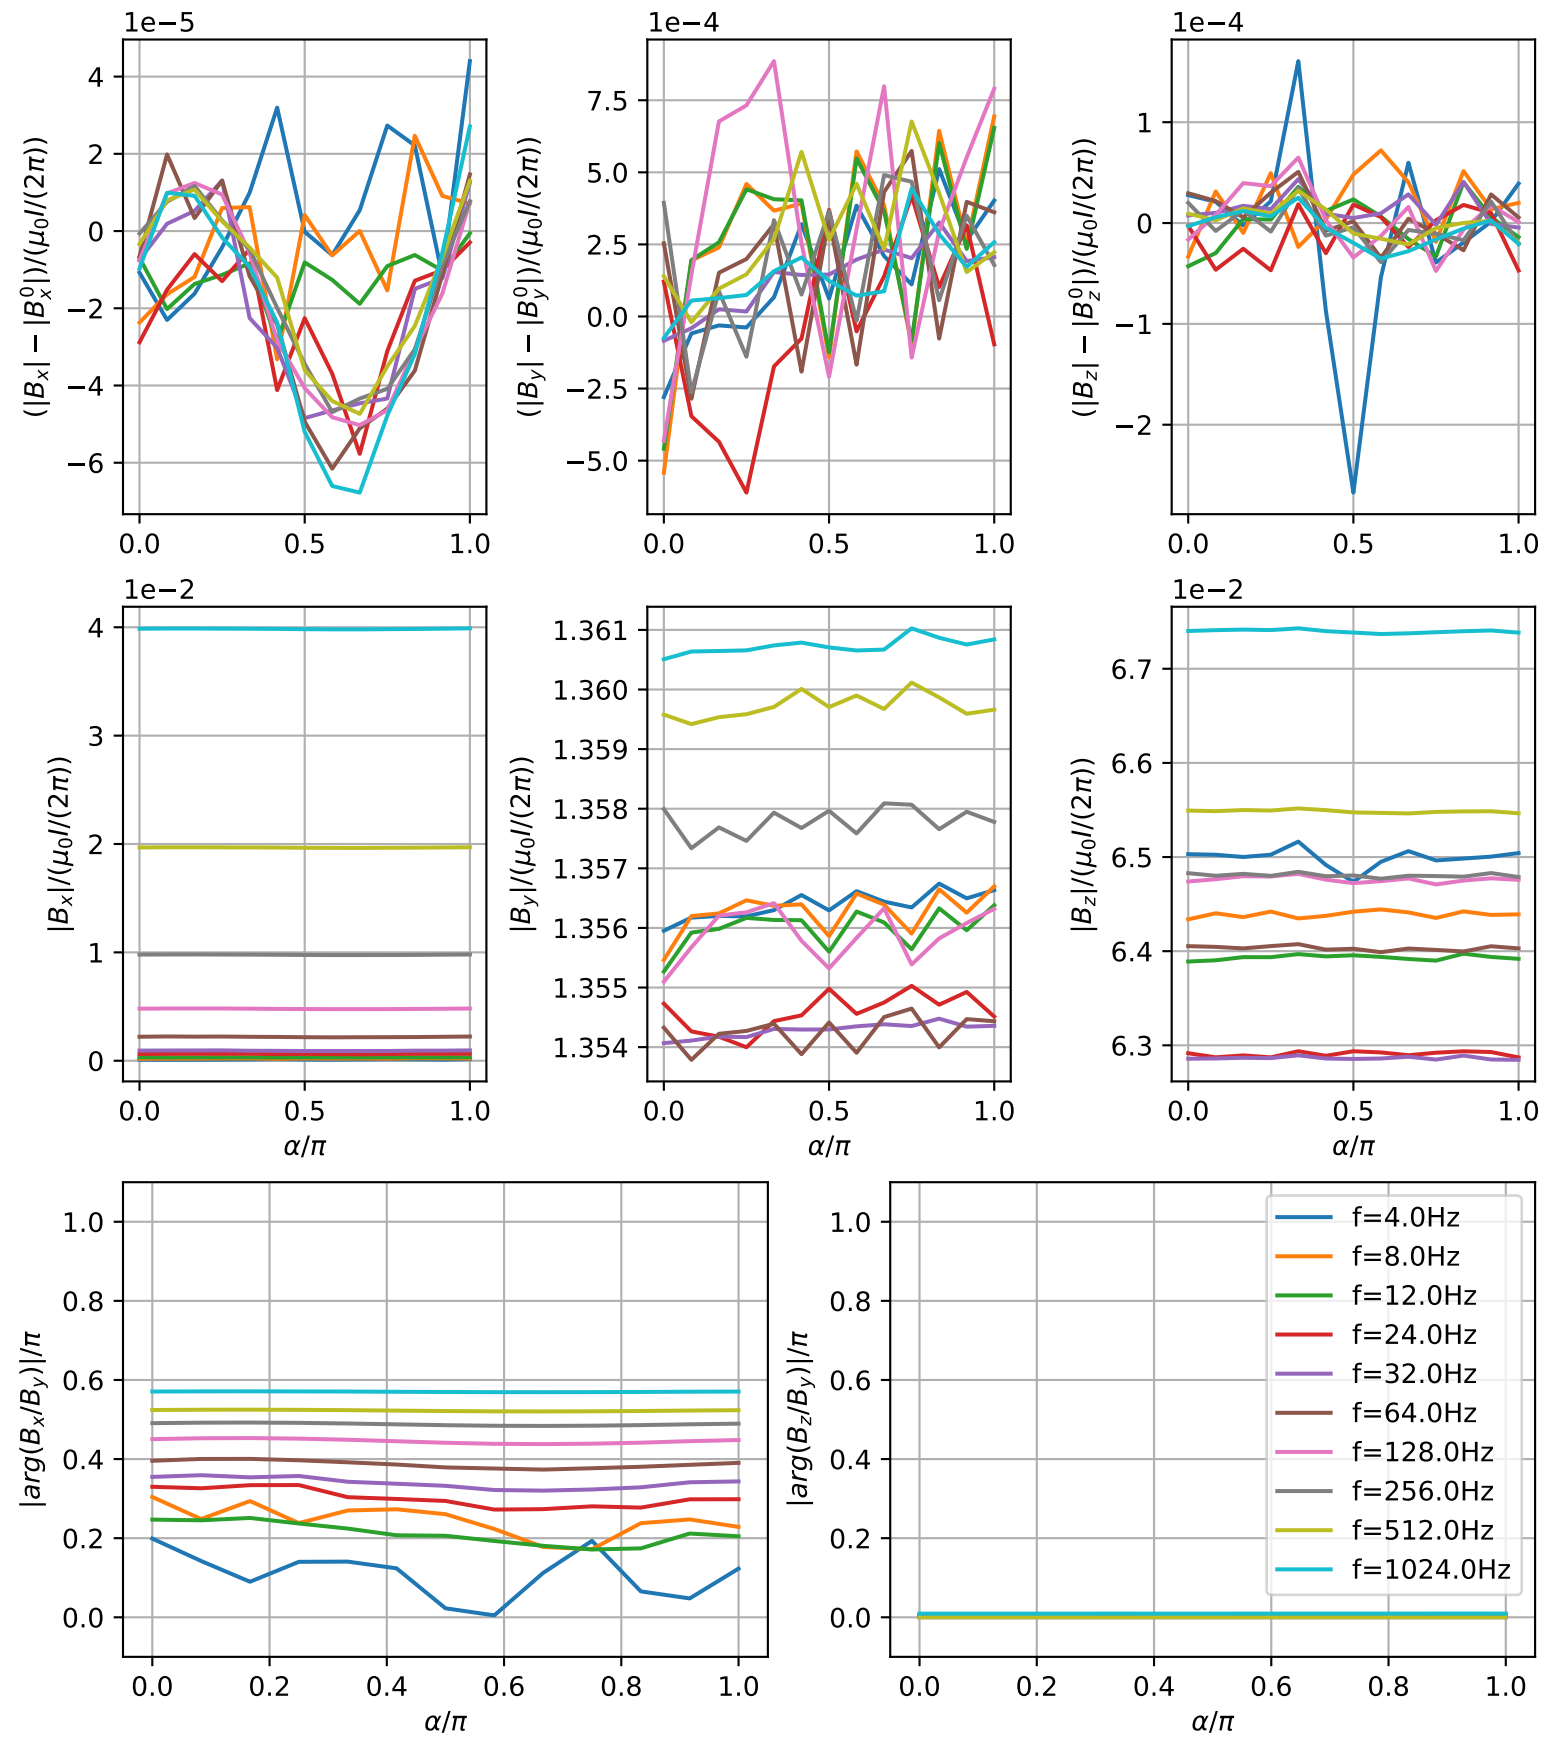 1e−5
1e−4
1e−4
(|B_x| − |B_x^0|)/(μ_0I/(2π))
4
2
0
−2
−4
−6
0.0 0.5 1.0
(|B_y| − |B_y^0|)/(μ_0I/(2π))
7.5
5.0
2.5
0.0
−2.5
−5.0
0.0 0.5 1.0
(|B_z| − |B_z^0|)/(μ_0I/(2π))
1
0
−1
−2
0.0 0.5 1.0
1e−2
1e−2
|B_x|/(μ_0I/(2π))
4
3
2
1
0
0.0 0.5 1.0
α/π
|B_y|/(μ_0I/(2π))
1.361
1.360
1.359
1.358
1.357
1.356
1.355
1.354
0.0 0.5 1.0
α/π
|B_z|/(μ_0I/(2π))
6.7
6.6
6.5
6.4
6.3
0.0 0.5 1.0
α/π
|arg(B_x/B_y)|/π
1.0
0.8
0.6
0.4
0.2
0.0
0.0 0.2 0.4 0.6 0.8 1.0
α/π
|arg(B_z/B_y)|/π
1.0
0.8
0.6
0.4
0.2
0.0
0.0 0.2 0.4 0.6 0.8 1.0
α/π
f=4.0Hz
f=8.0Hz
f=12.0Hz
f=24.0Hz
f=32.0Hz
f=64.0Hz
f=128.0Hz
f=256.0Hz
f=512.0Hz
f=1024.0Hz